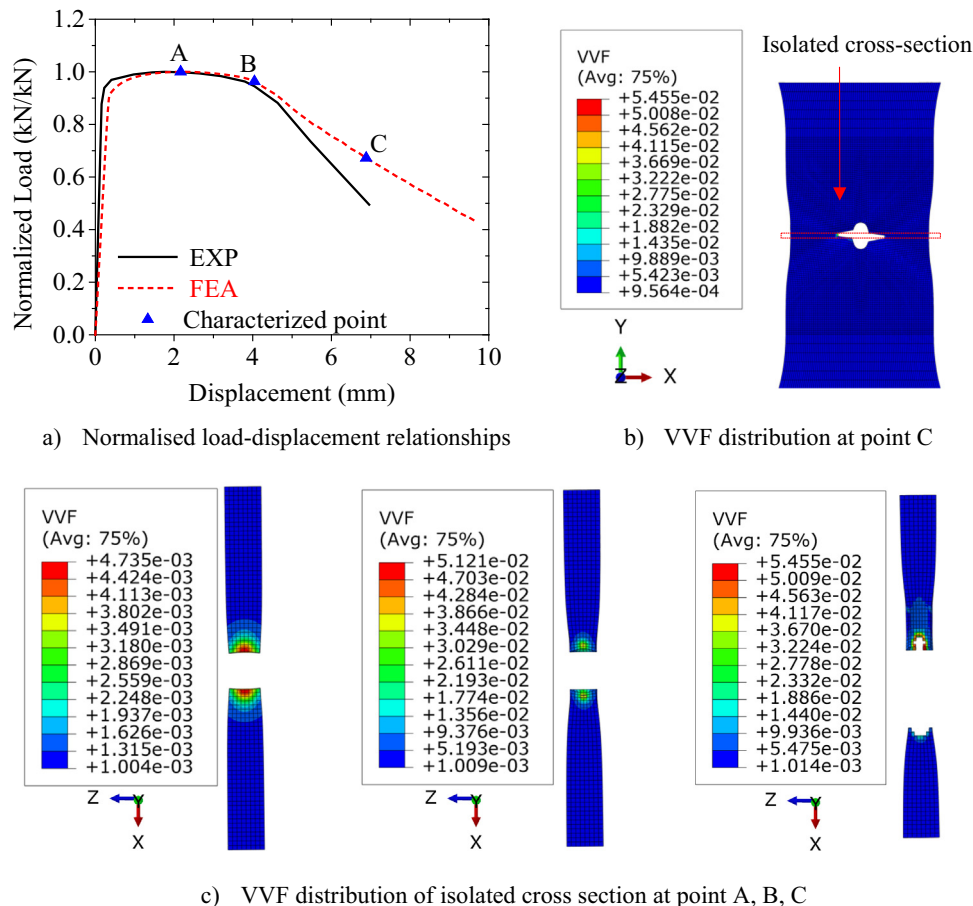 1.2
1.0
0.8
0.6
0.4
0.2
0.0
Normalized Load (kN/kN)
A
B
C
EXP
FEA
Characterized point
0 2 4 6 8 10
Displacement (mm)
a) Normalised load-displacement relationships
VVF
(Avg: 75%)
+5.455e-02
+5.008e-02
+4.562e-02
+4.115e-02
+3.669e-02
+3.222e-02
+2.775e-02
+2.329e-02
+1.882e-02
+1.435e-02
+9.889e-03
+5.423e-03
+9.564e-04
Y
Z
X
Isolated cross-section
b) VVF distribution at point C
VVF
(Avg: 75%)
+4.735e-03
+4.424e-03
+4.113e-03
+3.802e-03
+3.491e-03
+3.180e-03
+2.869e-03
+2.559e-03
+2.248e-03
+1.937e-03
+1.626e-03
+1.315e-03
+1.004e-03
Z
Y
X
VVF
(Avg: 75%)
+5.121e-02
+4.703e-02
+4.284e-02
+3.866e-02
+3.448e-02
+3.029e-02
+2.611e-02
+2.193e-02
+1.774e-02
+1.356e-02
+9.376e-03
+5.193e-03
+1.009e-03
Z
Y
X
VVF
(Avg: 75%)
+5.455e-02
+5.009e-02
+4.563e-02
+4.117e-02
+3.670e-02
+3.224e-02
+2.778e-02
+2.332e-02
+1.886e-02
+1.440e-02
+9.936e-03
+5.475e-03
+1.014e-03
Z
Y
X
c) VVF distribution of isolated cross section at point A, B, C